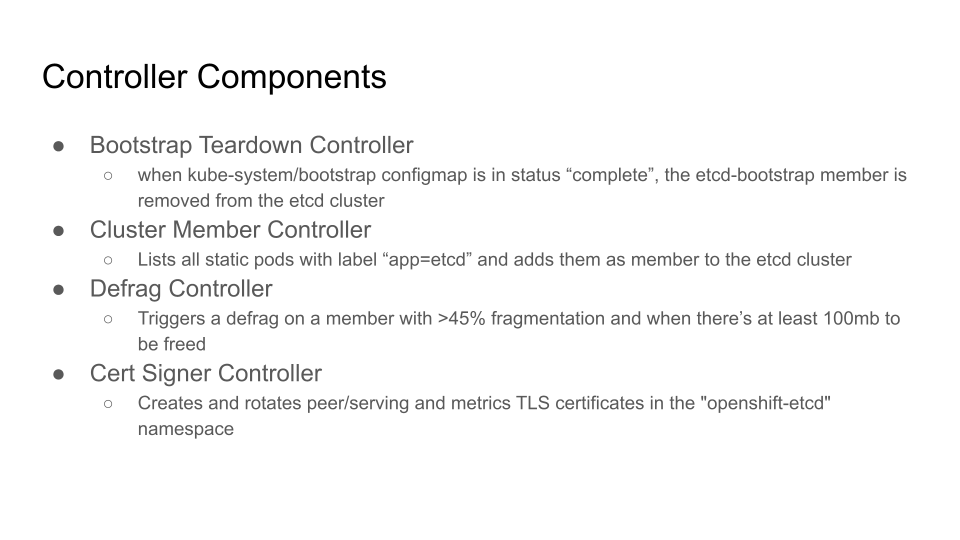 Controller Components
● Bootstrap Teardown Controller
○ when kube-system/bootstrap configmap is in status “complete”, the etcd-bootstrap member is
removed from the etcd cluster
● Cluster Member Controller
○ Lists all static pods with label “app=etcd” and adds them as member to the etcd cluster
● Defrag Controller
○ Triggers a defrag on a member with >45% fragmentation and when there’s at least 100mb to
be freed
● Cert Signer Controller
○ Creates and rotates peer/serving and metrics TLS certificates in the "openshift-etcd"
namespace